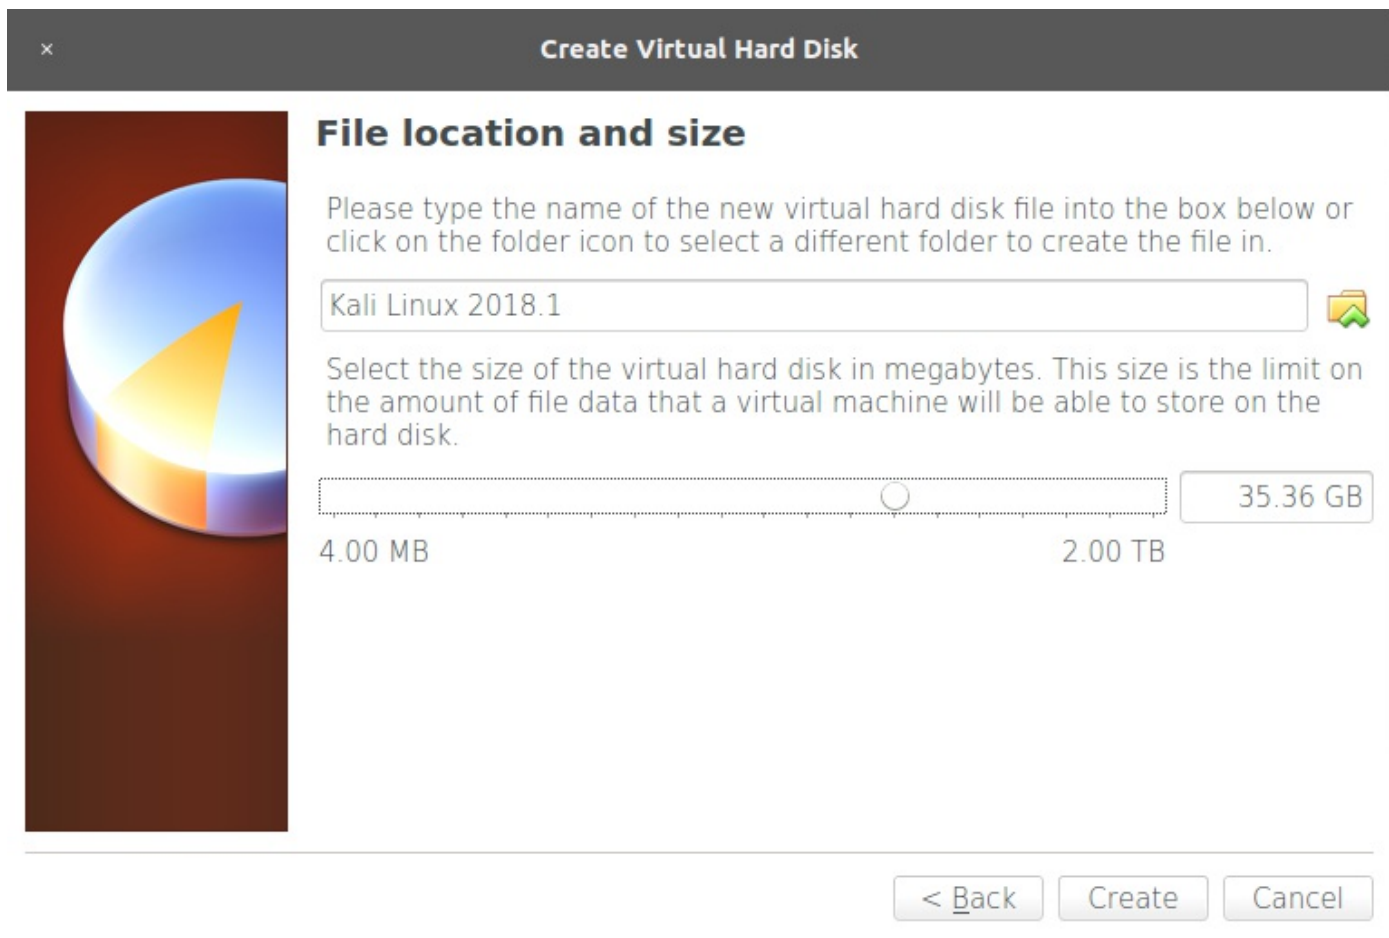 ×
Create Virtual Hard Disk
File location and size
Please type the name of the new virtual hard disk file into the box below or
click on the folder icon to select a different folder to create the file in.
Kali Linux 2018.1
Select the size of the virtual hard disk in megabytes. This size is the limit on
the amount of file data that a virtual machine will be able to store on the
hard disk.
35.36 GB
4.00 MB
2.00 TB
< Back
Create
Cancel